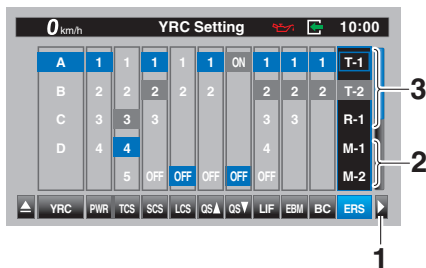 0 km/h YRC Setting 10:00
A 1 1 1 1 1 ON 1 1 1 T-1
B 2 2 2 2 2 2 2 2 T-2
C 3 3 3 3 3 R-1
D 4 4 4 M-1
5 OFF OFF OFF OFF OFF M-2
YRC PWR TCS SCS LCS QS▲ QS▼ LIF EBM BC ERS
3
2
1